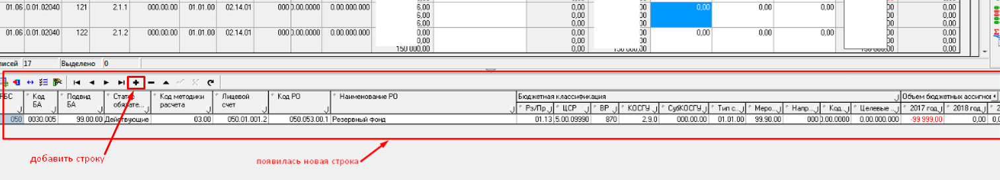 0,00
01.06 .0.01.02040 121 2.1.1 000.00.00 01.01.00 02.14.01 000 0.00.0000 0.00.000.000 6,00 0,00 00 0,00 0,00 0,00 00 0,00
6,00 0,00 00 00 0,00
6,00 0,00 00 00 0,00
01.06 .0.01.02040 122 2.1.2 000.00.00 01.01.00 02.14.01 000 0.00.0000 0.00.000.000 0,00 0,00 00 0,00 0,00 0,00 00 0,00
0,00 0,00 00 00 0,00
150 000,00 0,00 150 000,00 150 000,00 0,00
писей 17 Выделено 0
РБС Код БА Подвид БА Статус обязате... Код методики расчета Лицевой счет Код РО Наименование РО Бюджетная классификация Объем бюджетных ассигнов
Рз/Пр. ЦСР ВР КОСГУ СубКОСГУ Тип с... Меро... Напр... Код... Целевые ... 2017 год 2018 год 2
050 0030.005 99.00.00 Действующие 03.00 050.01.001.2 050.053.00.1 Резервный фонд 01.13 .5.00.09990 870 2.9.0 000.00.00 01.01.00 99.90.00 000 0.00.0000 0.00.000.000 -99 999,00 0,00 0,0
добавить строку
появилась новая строка